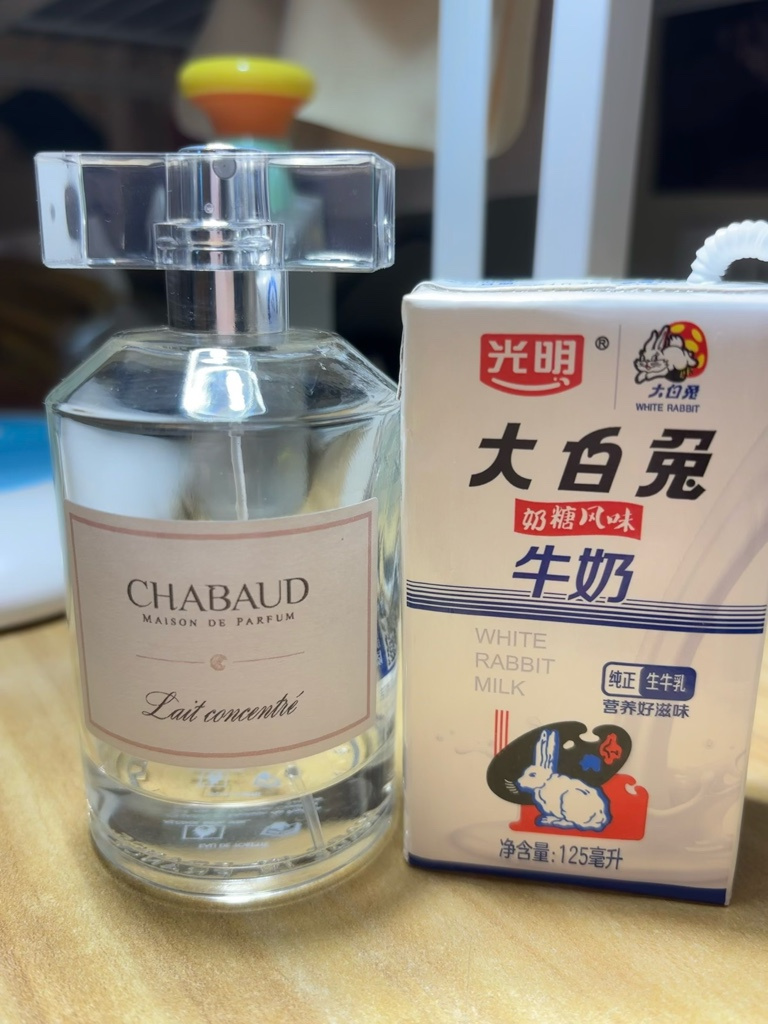 CHABAUD
MAISON DE PARFUM
Lait concentré
光明®
大白兔
WHITE RABBIT
大白兔
奶糖风味
牛奶
WHITE
RABBIT
MILK
纯正 生牛乳
营养好滋味
净含量:125毫升